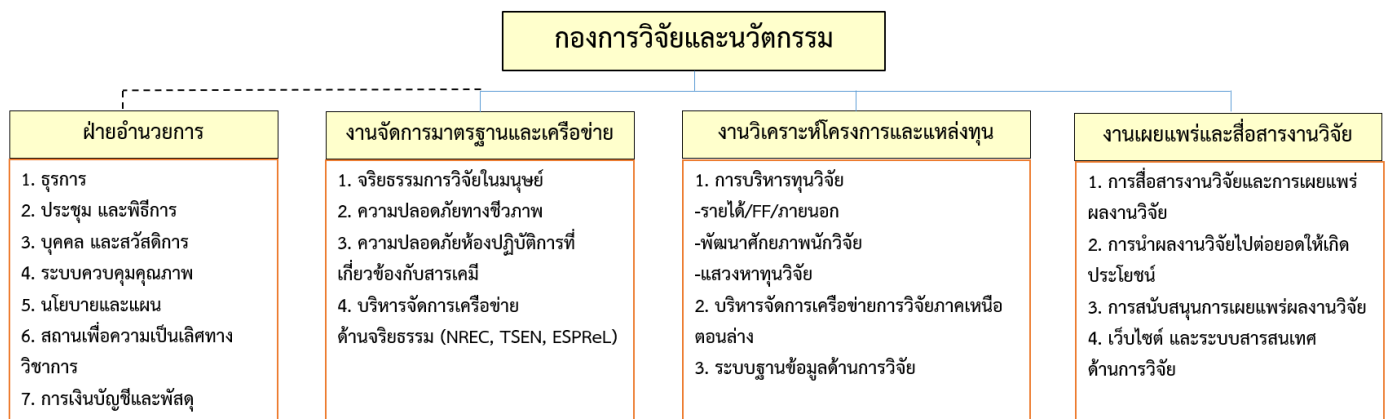 กองการวิจัยและนวัตกรรม
ฝ่ายอำนวยการ
1. ธุรการ
2. ประชุม และพิธีการ
3. บุคคล และสวัสดิการ
4. ระบบควบคุมคุณภาพ
5. นโยบายและแผน
6. สถานเพื่อความเป็นเลิศทาง
วิชาการ
7. การเงินบัญชีและพัสดุ
งานจัดการมาตรฐานและเครือข่าย
1. จริยธรรมการวิจัยในมนุษย์
2. ความปลอดภัยทางชีวภาพ
3. ความปลอดภัยห้องปฏิบัติการที่
เกี่ยวข้องกับสารเคมี
4. บริหารจัดการเครือข่าย
ด้านจริยธรรม (NREC, TSEN, ESPReL)
งานวิเคราะห์โครงการและแหล่งทุน
1. การบริหารทุนวิจัย
-รายได้/FF/ภายนอก
-พัฒนาศักยภาพนักวิจัย
-แสวงหาทุนวิจัย
2. บริหารจัดการเครือข่ายการวิจัยภาคเหนือ
ตอนล่าง
3. ระบบฐานข้อมูลด้านการวิจัย
งานเผยแพร่และสื่อสารงานวิจัย
1. การสื่อสารงานวิจัยและการเผยแพร่
ผลงานวิจัย
2. การนำผลงานวิจัยไปต่อยอดให้เกิด
ประโยชน์
3. การสนับสนุนการเผยแพร่ผลงานวิจัย
4. เว็บไซต์ และระบบสารสนเทศ
ด้านการวิจัย